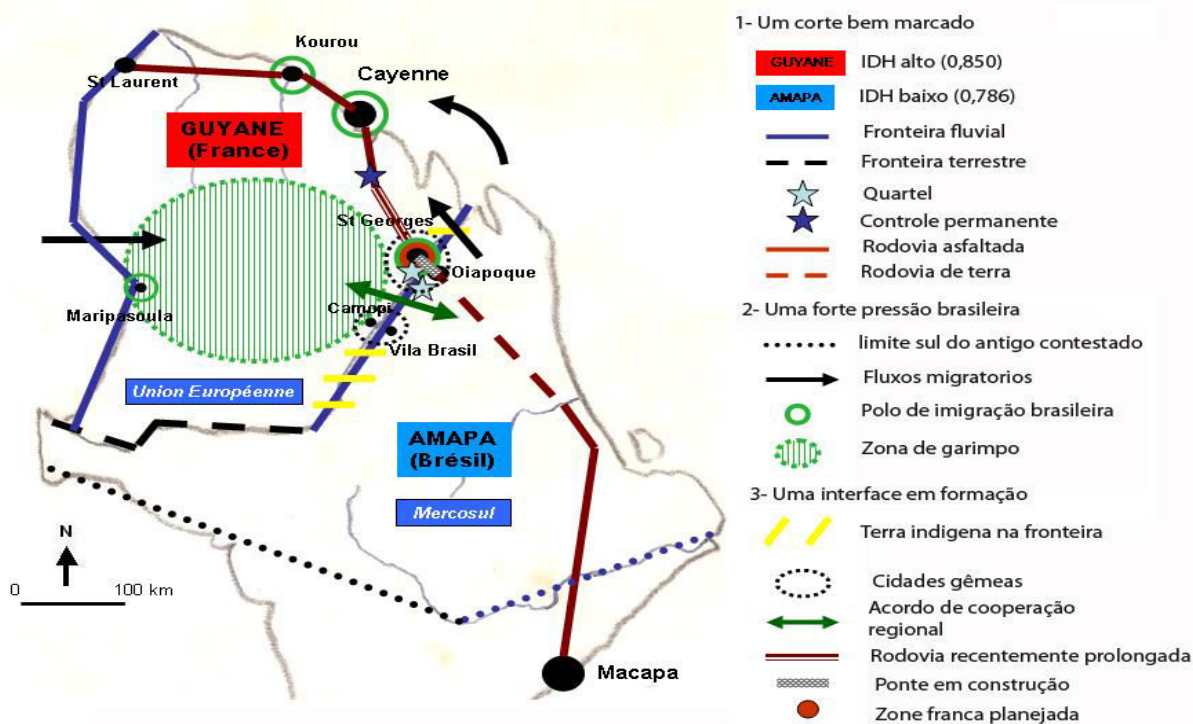 Kourou
St Laurent
Cayenne
GUYANE
(France)
St Georges
Oiapoque
Maripasoula
Camopi
Vila Brasil
Union Européenne
AMAPA
(Brésil)
Mercosul
N
0 100 km
Macapa
1- Um corte bem marcado
GUYANE IDH alto (0,850)
AMAPA IDH baixo (0,786)
Fronteira fluvial
Fronteira terrestre
Quartel
Controle permanente
Rodovia asfaltada
Rodovia de terra
2- Uma forte pressão brasileira
limite sul do antigo contestado
Fluxos migratorios
Polo de imigração brasileira
Zona de garimpo
3- Uma interface em formação
Terra indigena na fronteira
Cidades gêmeas
Acordo de cooperação
regional
Rodovia recentemente prolongada
Ponte em construção
Zone franca planejada